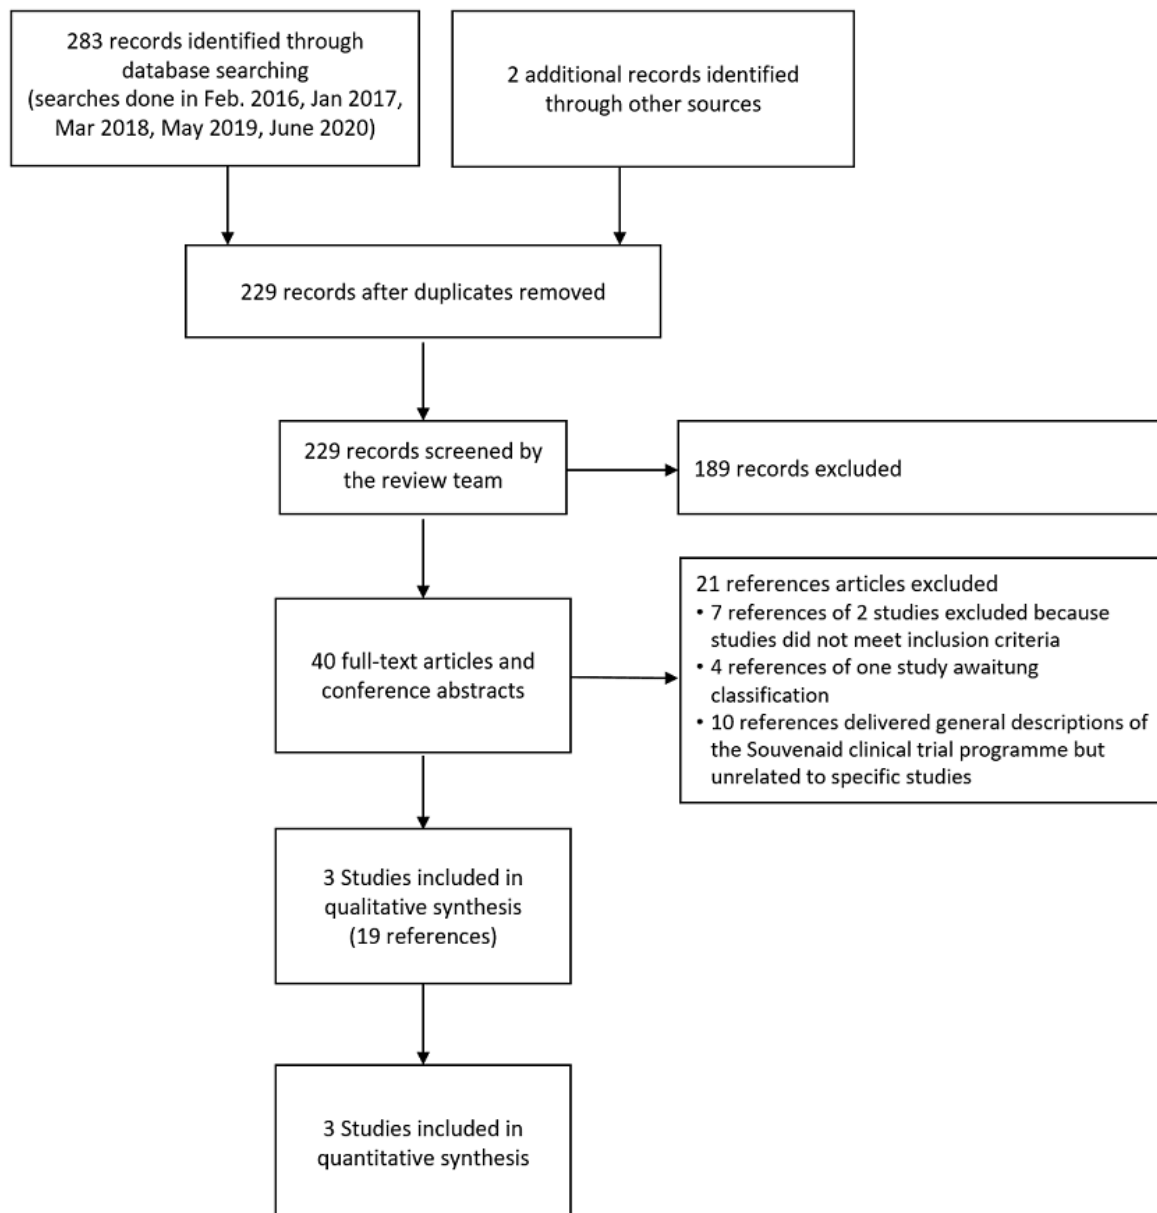 283 records identified through
database searching
(searches done in Feb. 2016, Jan 2017,
Mar 2018, May 2019, June 2020)
2 additional records identified
through other sources
229 records after duplicates removed
229 records screened by
the review team
189 records excluded
40 full-text articles and
conference abstracts
21 references articles excluded
• 7 references of 2 studies excluded because
studies did not meet inclusion criteria
• 4 references of one study awaitung
classification
• 10 references delivered general descriptions of
the Souvenaid clinical trial programme but
unrelated to specific studies
3 Studies included in
qualitative synthesis
(19 references)
3 Studies included in
quantitative synthesis